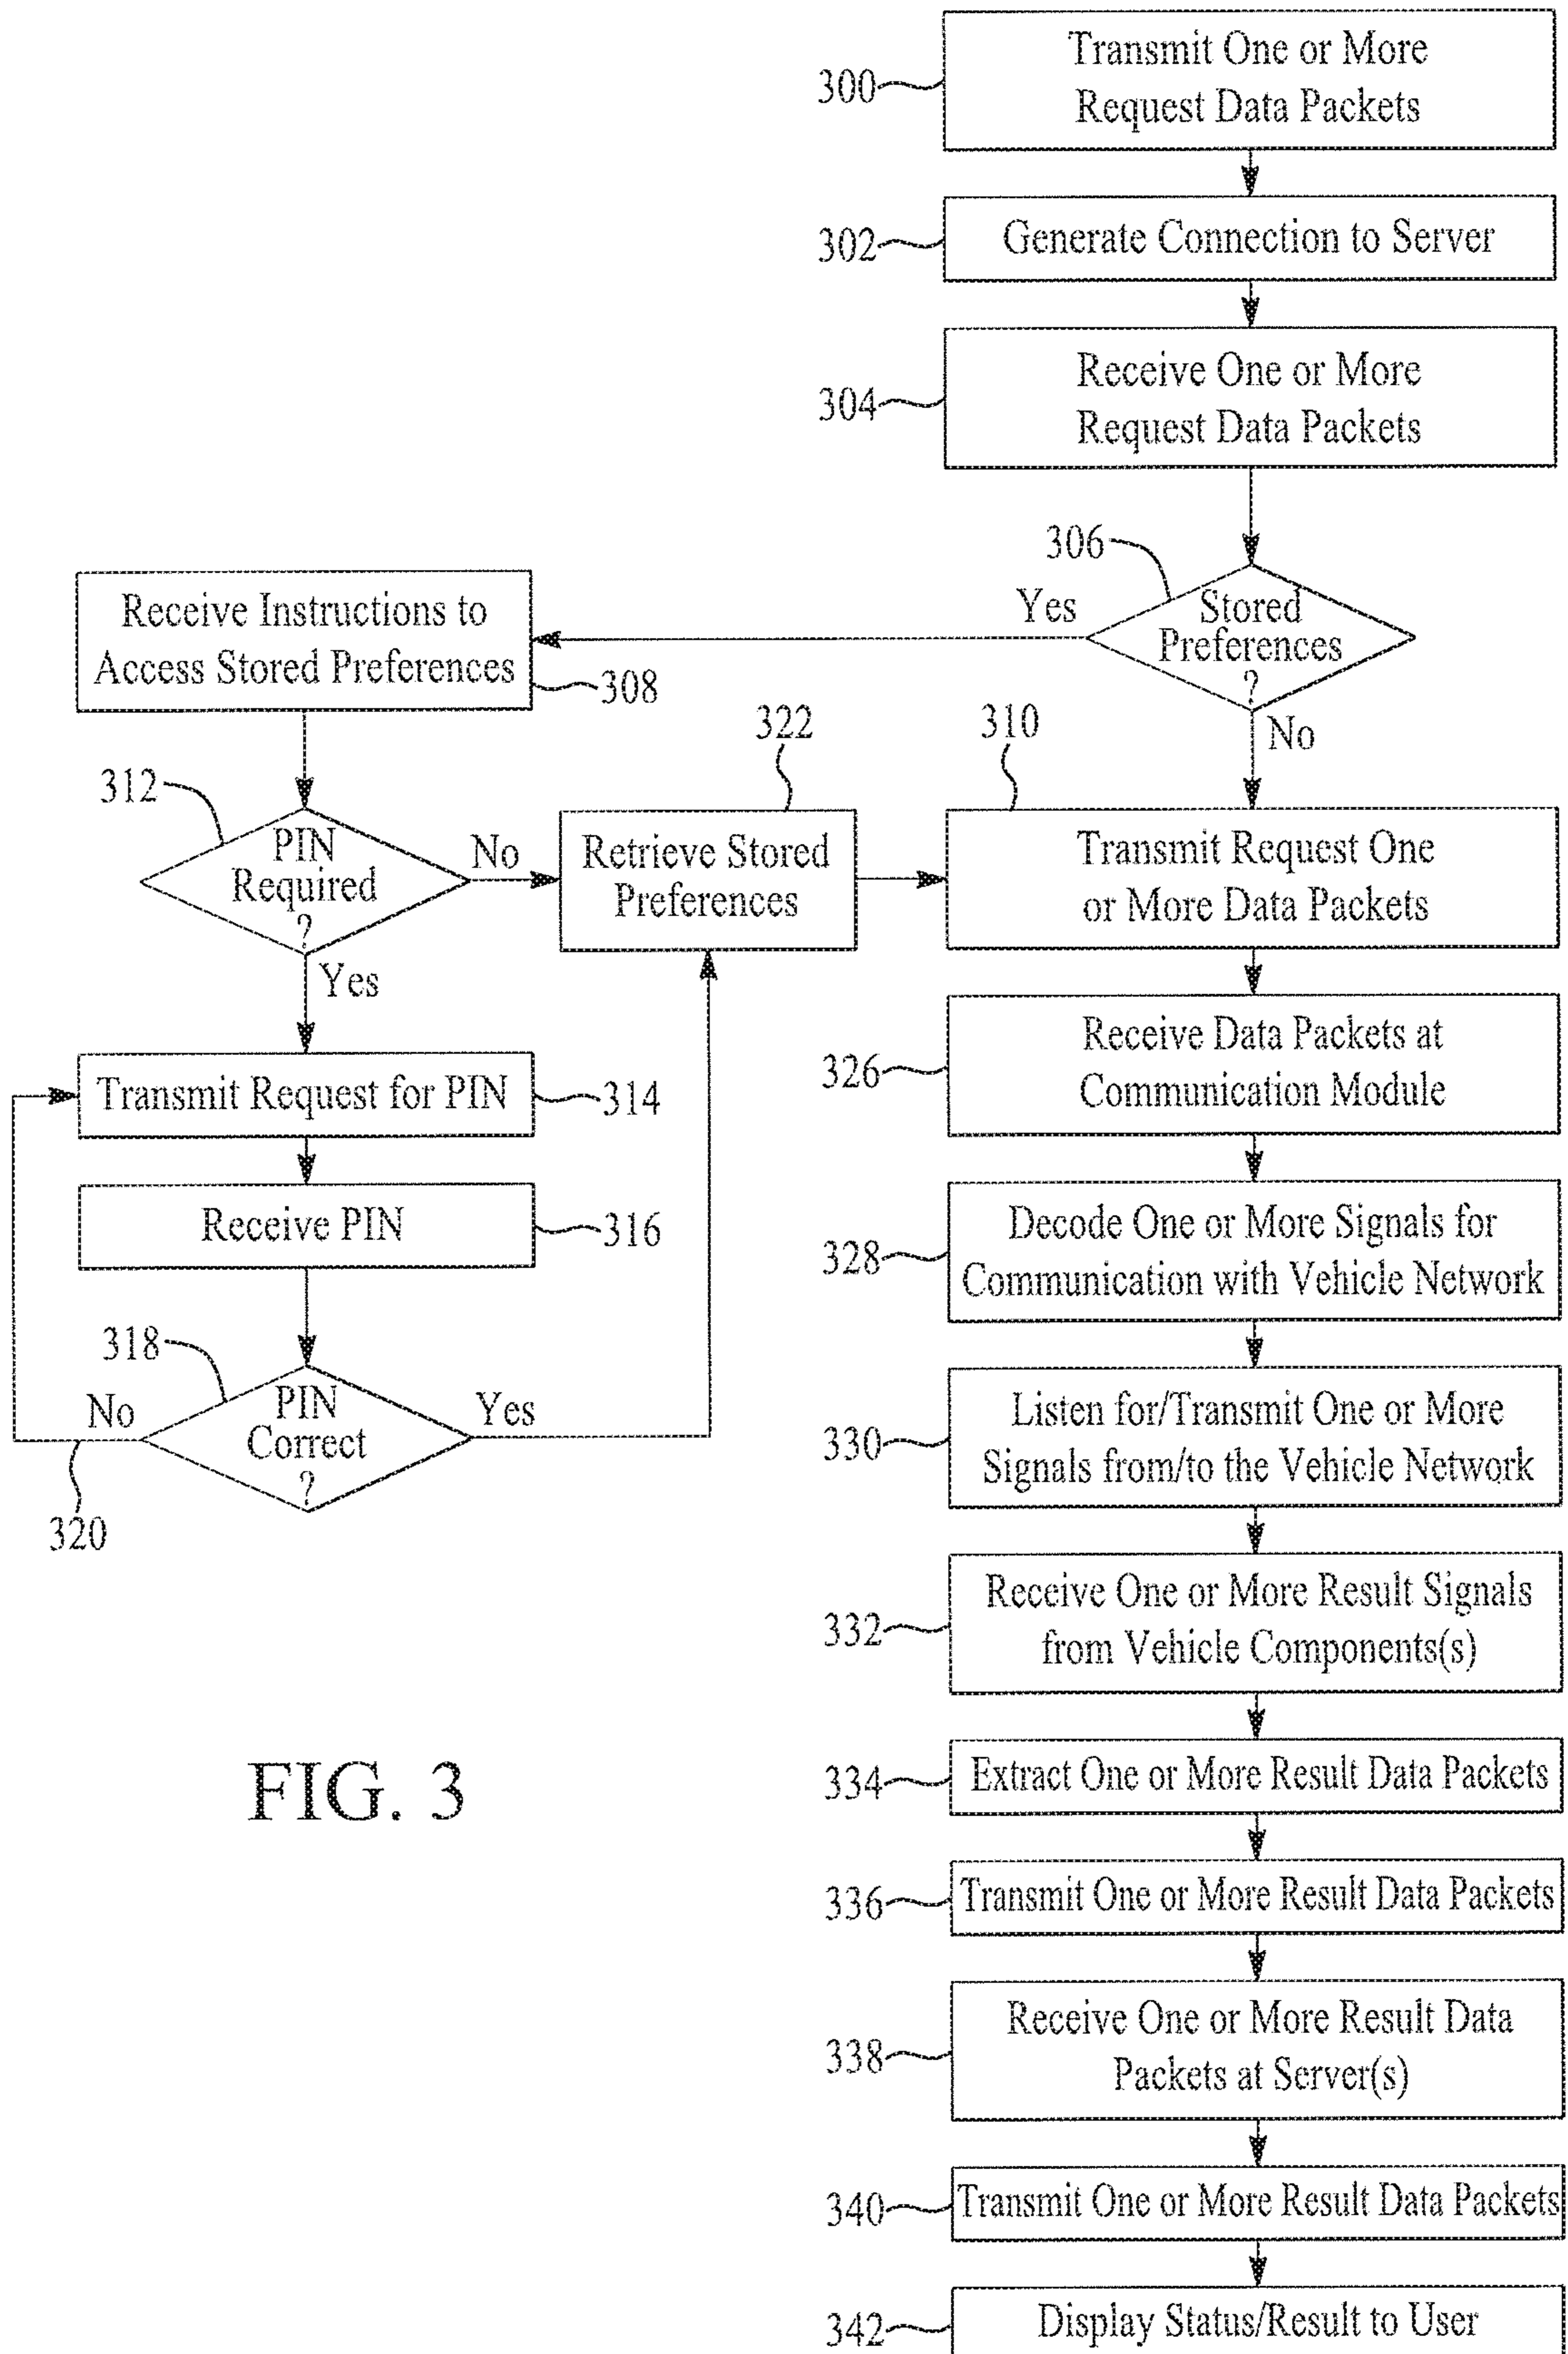 300
Transmit One or More
Request Data Packets
302
Generate Connection to Server
304
Receive One or More
Request Data Packets
306
Stored
Preferences
?
Yes
No
Receive Instructions to
Access Stored Preferences
308
312
PIN
Required
?
No
Yes
322
Retrieve Stored
Preferences
310
Transmit Request One
or More Data Packets
Transmit Request for PIN
314
Receive PIN
316
318
PIN
Correct
?
No
Yes
320
326
Receive Data Packets at
Communication Module
328
Decode One or More Signals for
Communication with Vehicle Network
330
Listen for/Transmit One or More
Signals from/to the Vehicle Network
332
Receive One or More Result Signals
from Vehicle Components(s)
334
Extract One or More Result Data Packets
336
Transmit One or More Result Data Packets
338
Receive One or More Result Data
Packets at Server(s)
340
Transmit One or More Result Data Packets
342
Display Status/Result to User
FIG. 3